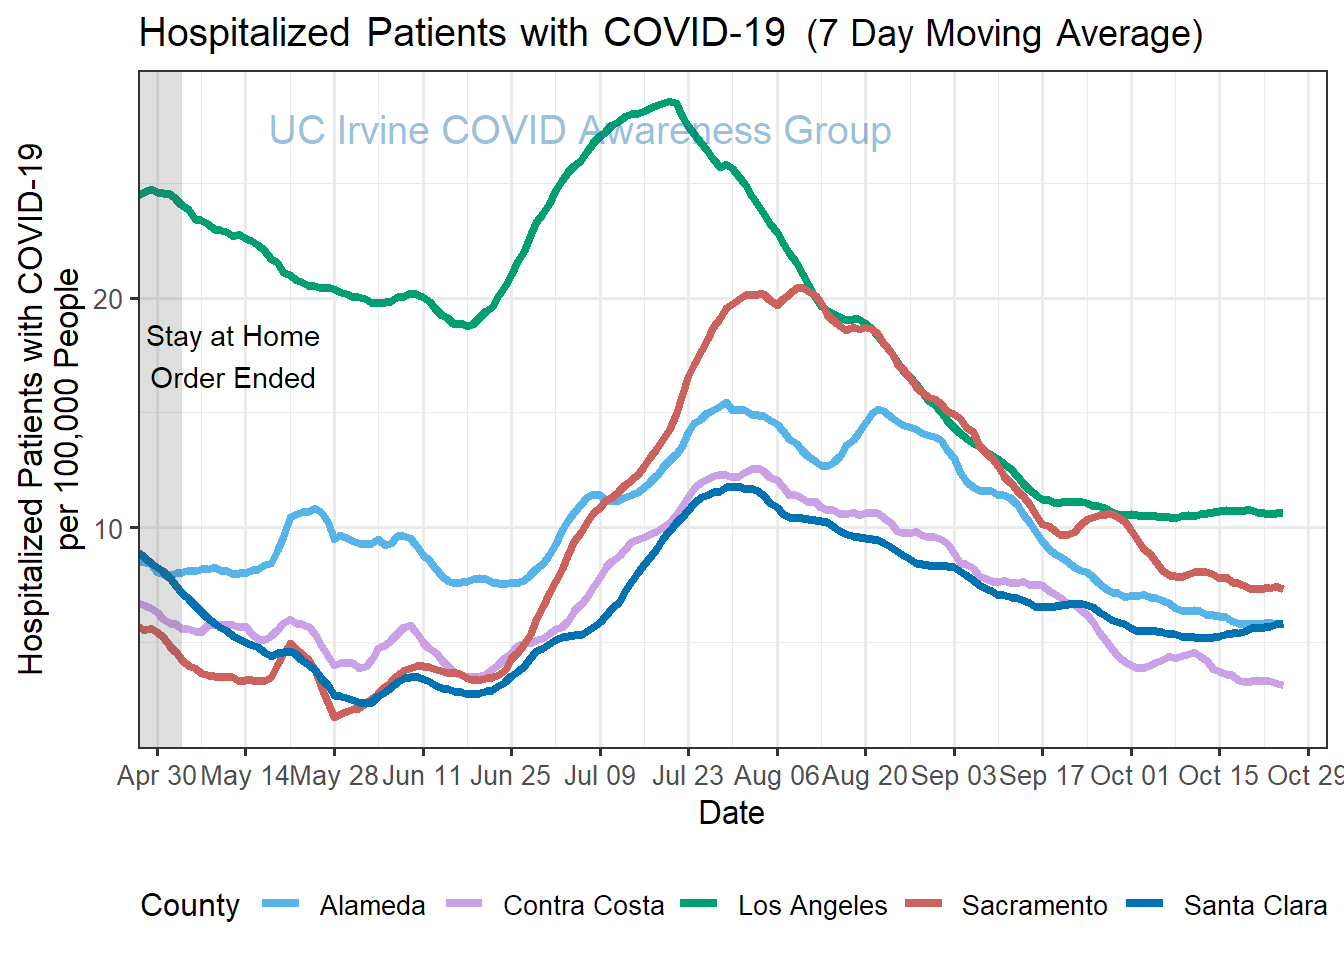 Hospitalized Patients with COVID-19 (7 Day Moving Average)
UC Irvine COVID Awareness Group
Hospitalized Patients with COVID-19
per 100,000 People
20
10
Stay at Home
Order Ended
Apr 30 May 14 May 28 Jun 11 Jun 25 Jul 09 Jul 23 Aug 06 Aug 20 Sep 03 Sep 17 Oct 01 Oct 15 Oct 29
Date
County Alameda Contra Costa Los Angeles Sacramento Santa Clara